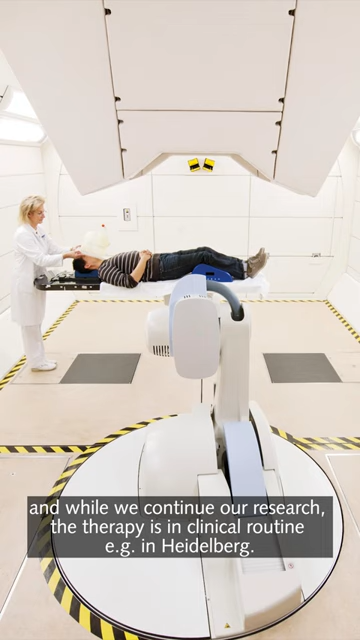 and while we continue our research,
the therapy is in clinical routine
e.g. in Heidelberg.